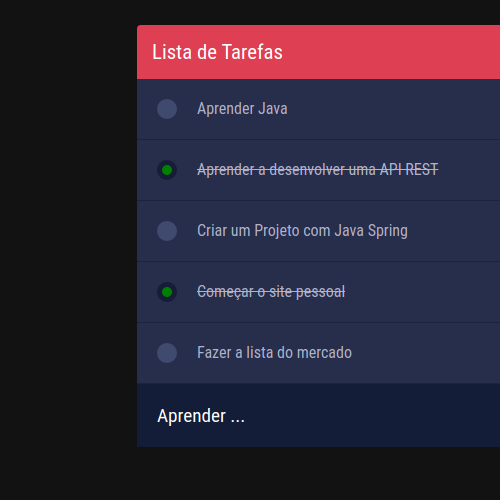 Lista de Tarefas
Aprender Java
Aprender a desenvolver uma API REST
Criar um Projeto com Java Spring
Começar o site pessoal
Fazer a lista do mercado
Aprender ...